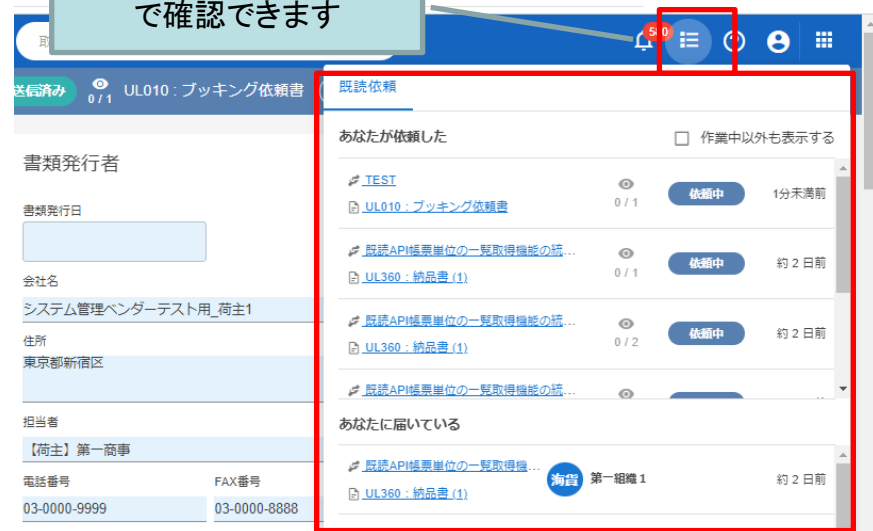 で確認できます
580
送信済み
0 / 1
UL010 : ブッキング依頼書
既読依頼
あなたが依頼した
作業中以外も表示する
書類発行者
書類発行日
会社名
システム管理ベンダーテスト用_荷主1
住所
東京都新宿区
担当者
【荷主】第一商事
電話番号
FAX番号
03-0000-9999
03-0000-8888
TEST
UL010 : ブッキング依頼書
0 / 1
依頼中
1分未満前
既読API帳票単位の一覧取得機能の統...
UL360 : 納品書 (1)
0 / 1
依頼中
約 2 日前
既読API帳票単位の一覧取得機能の統...
UL360 : 納品書 (1)
0 / 2
依頼中
約 2 日前
既読API帳票単位の一覧取得機能の統...
あなたに届いている
既読API帳票単位の一覧取得機...
UL360 : 納品書 (1)
海貨
第一組織1
約 2 日前